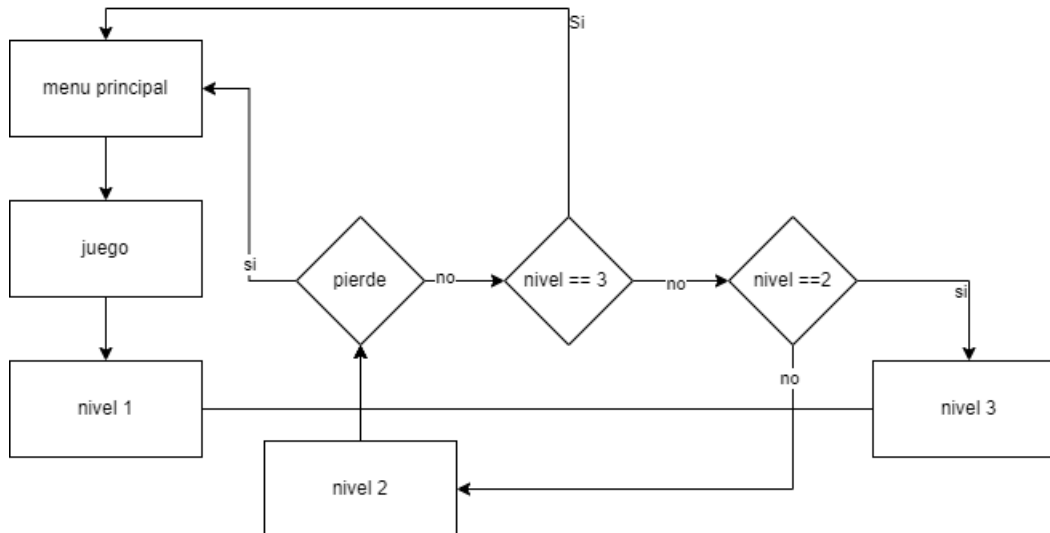 Si
menu principal
juego
si
pierde
no
nivel == 3
no
nivel ==2
si
no
nivel 1
nivel 3
nivel 2